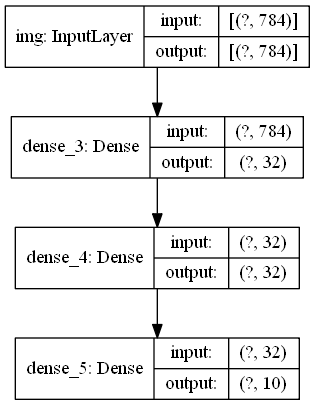 img: InputLayer
input: [(?, 784)]
output: [(?, 784)]
dense_3: Dense
input: (?, 784)
output: (?, 32)
dense_4: Dense
input: (?, 32)
output: (?, 32)
dense_5: Dense
input: (?, 32)
output: (?, 10)